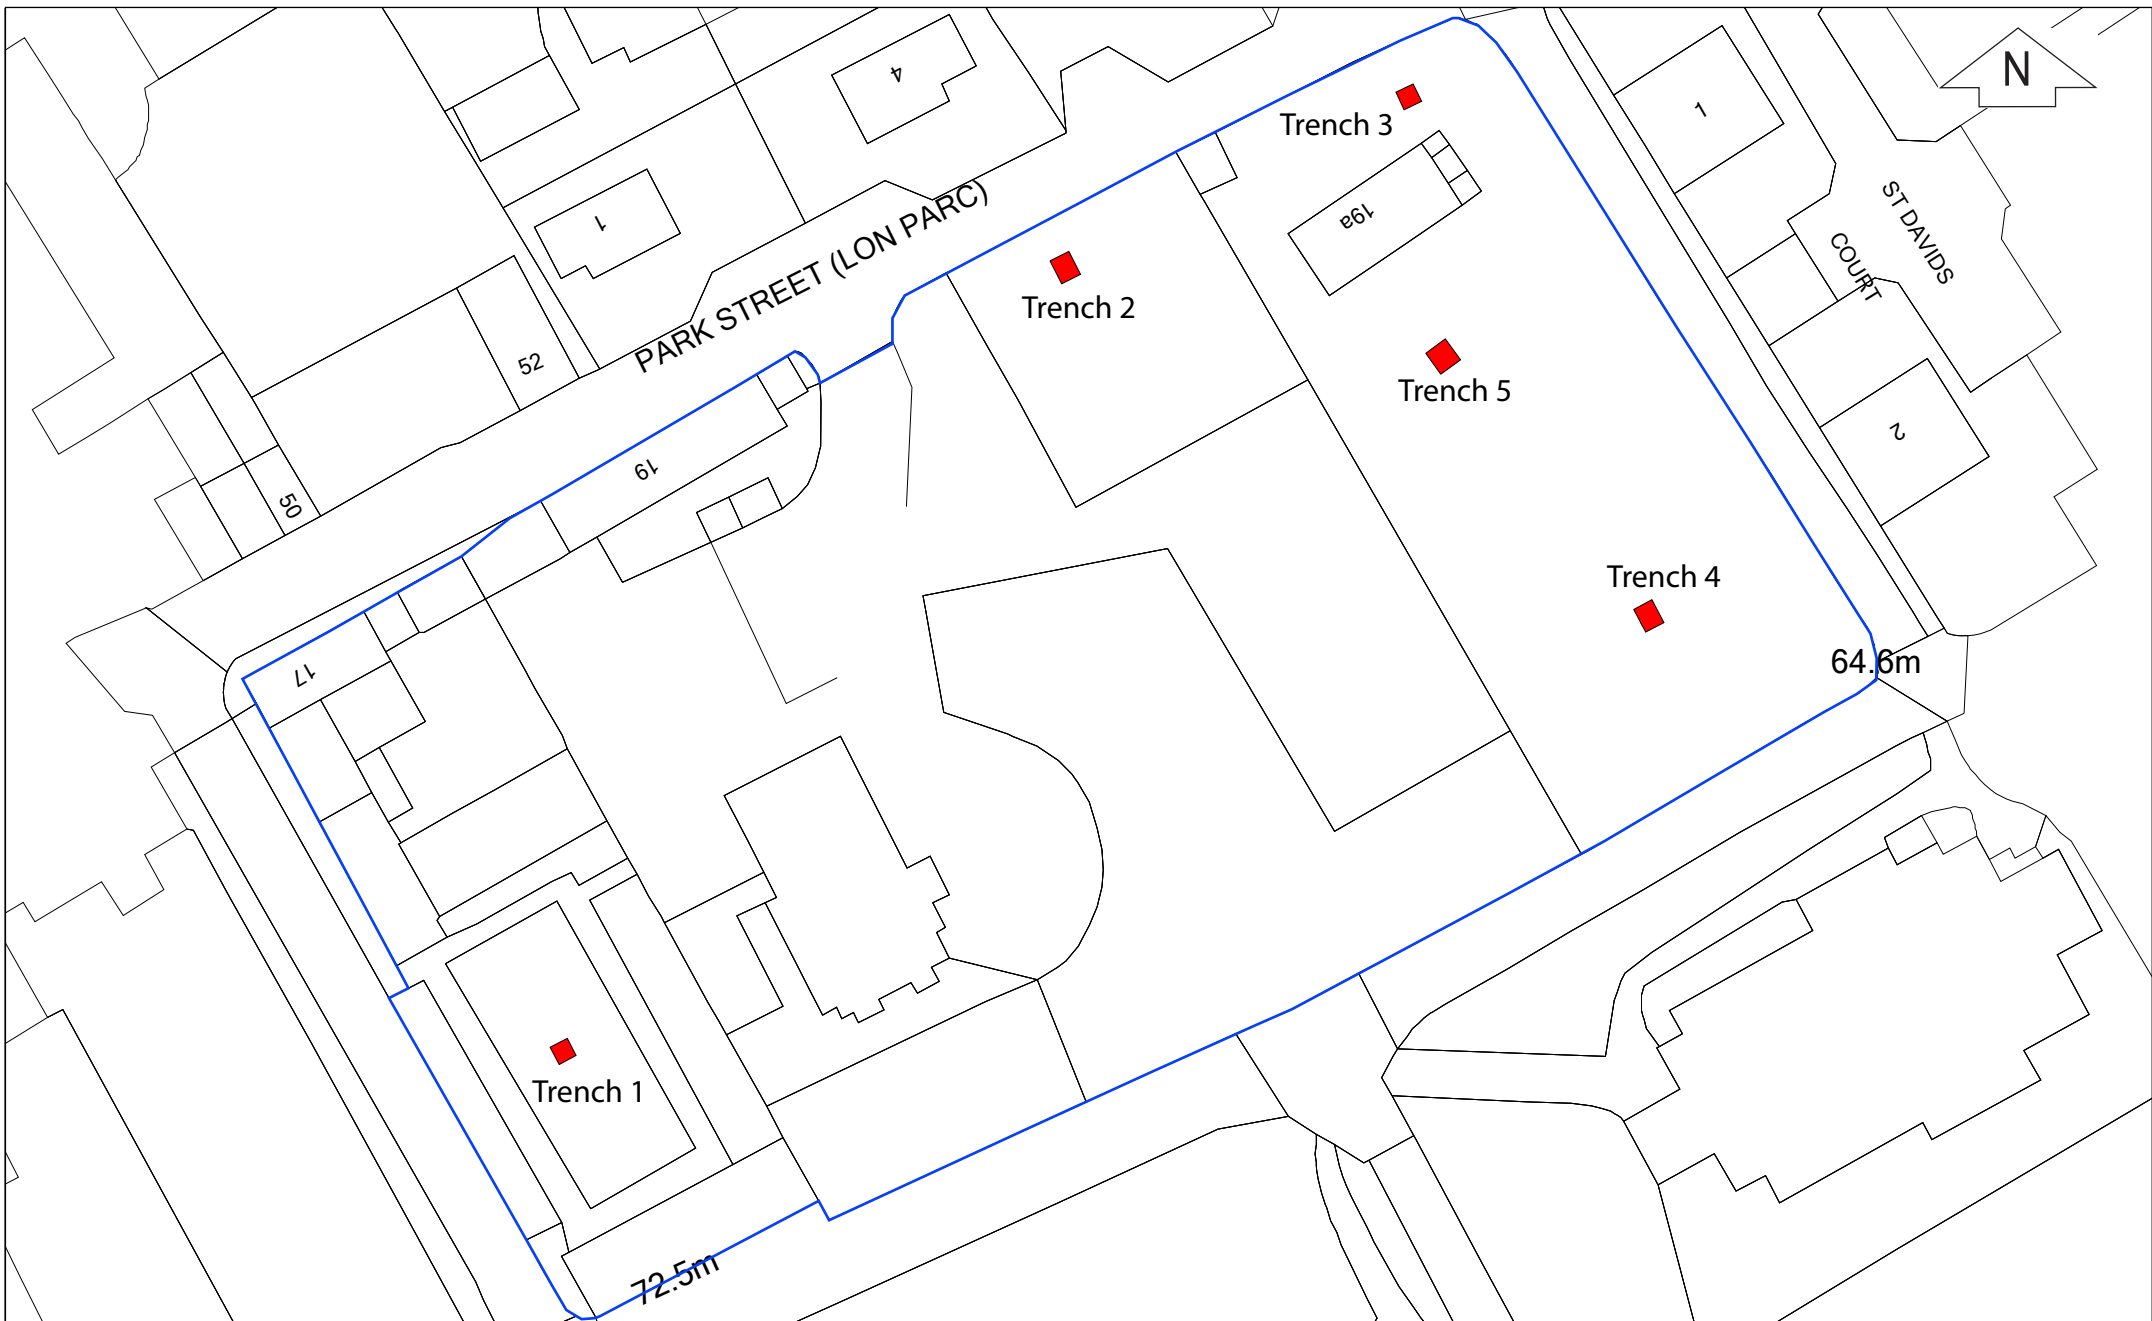 N
4
1
Trench 3
1
19a
ST DAVIDS
COURT
PARK STREET (LON PARC)
Trench 2
52
Trench 5
2
19
50
Trench 4
64.6m
17
Trench 1
72.5m